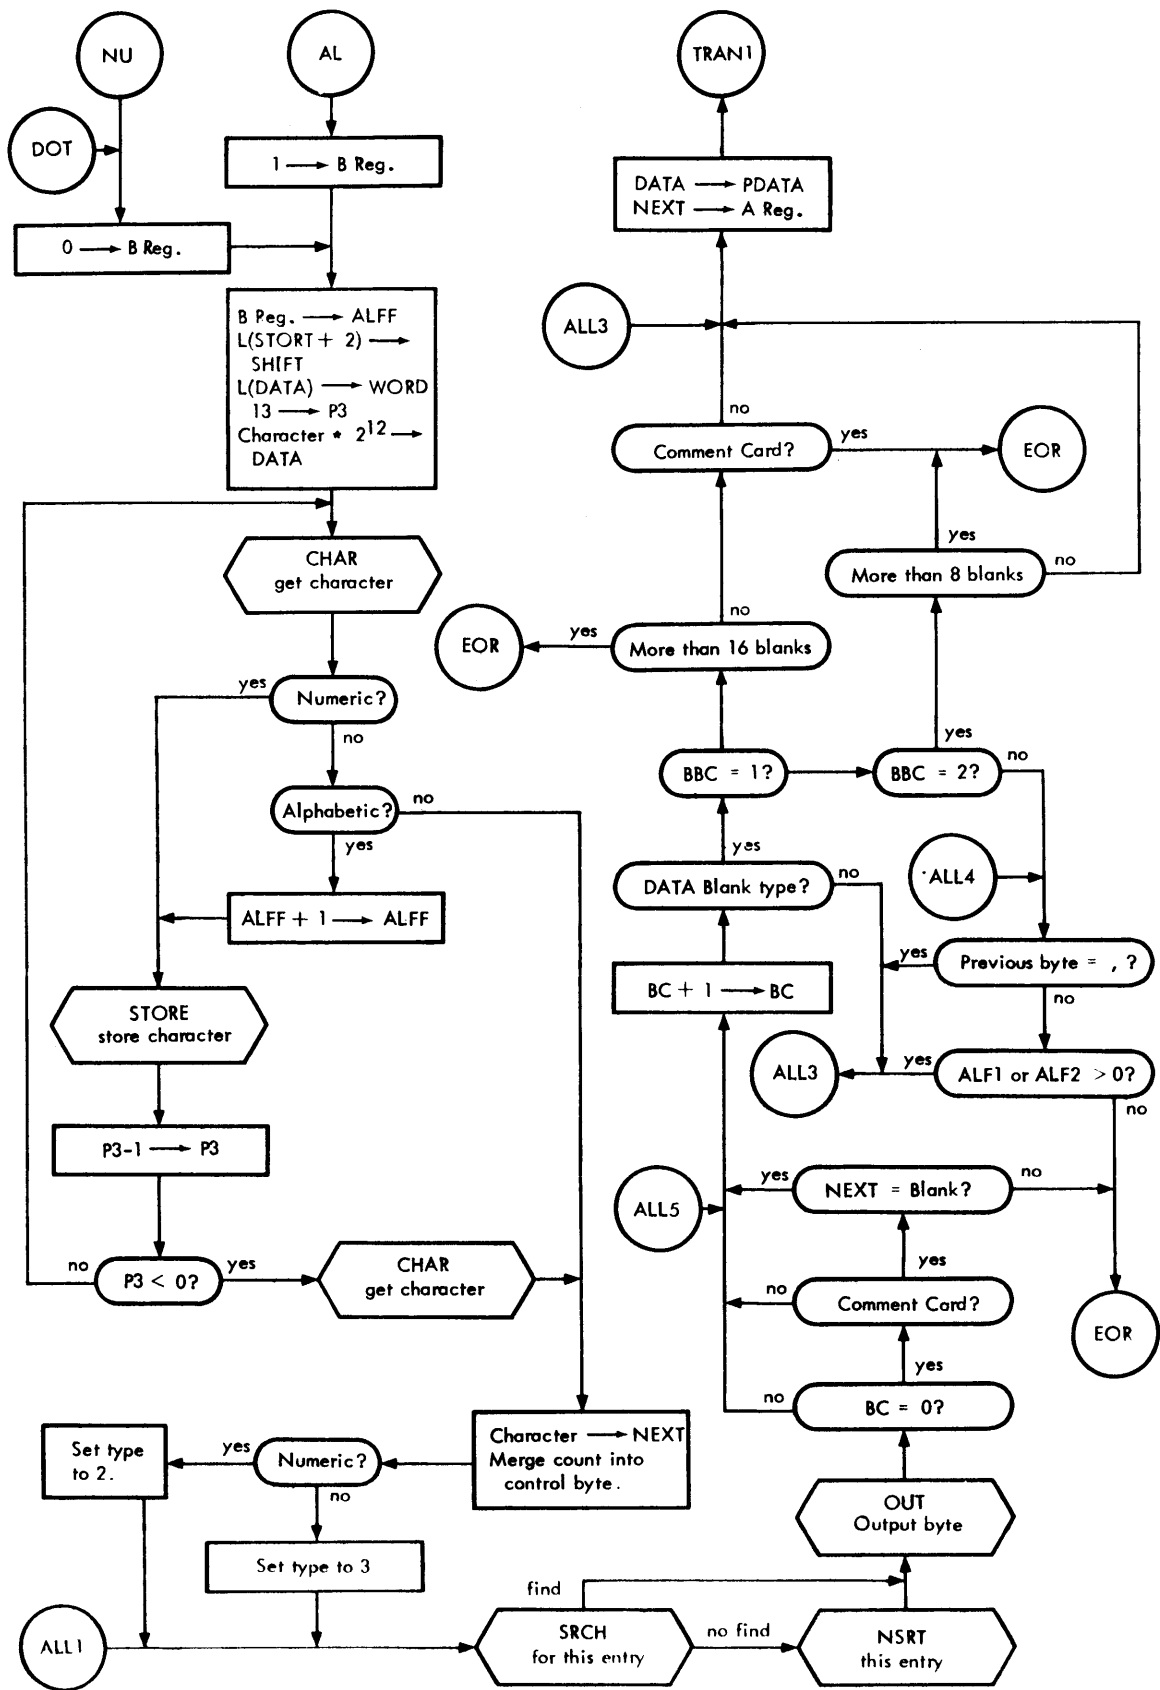 NU
AL
TRAN1
DOT
1 → B Reg.
0 → B Reg.
DATA → PDATA
NEXT → A Reg.
B Reg. → ALFF
L(STORT + 2) →
SHIFT
L(DATA) → WORD
13 → P3
Character * 2^12 →
DATA
ALL3
no
Comment Card?
yes
EOR
CHAR
get character
yes
More than 8 blanks
no
no
EOR
yes
More than 16 blanks
yes
Numeric?
no
yes
BBC = 1?
BBC = 2?
no
Alphabetic?
no
yes
yes
DATA Blank type?
no
ALL4
ALFF + 1 → ALFF
yes
Previous byte = , ?
no
BC + 1 → BC
STORE
store character
ALL3
yes
ALF1 or ALF2 > 0?
no
P3-1 → P3
yes
NEXT = Blank?
no
ALL5
yes
no
P3 < 0?
yes
CHAR
get character
no
Comment Card?
EOR
yes
no
BC = 0?
Set type
to 2.
yes
Numeric?
no
Character → NEXT
Merge count into
control byte.
OUT
Output byte
Set type to 3
find
ALL1
SRCH
for this entry
no find
NSRT
this entry